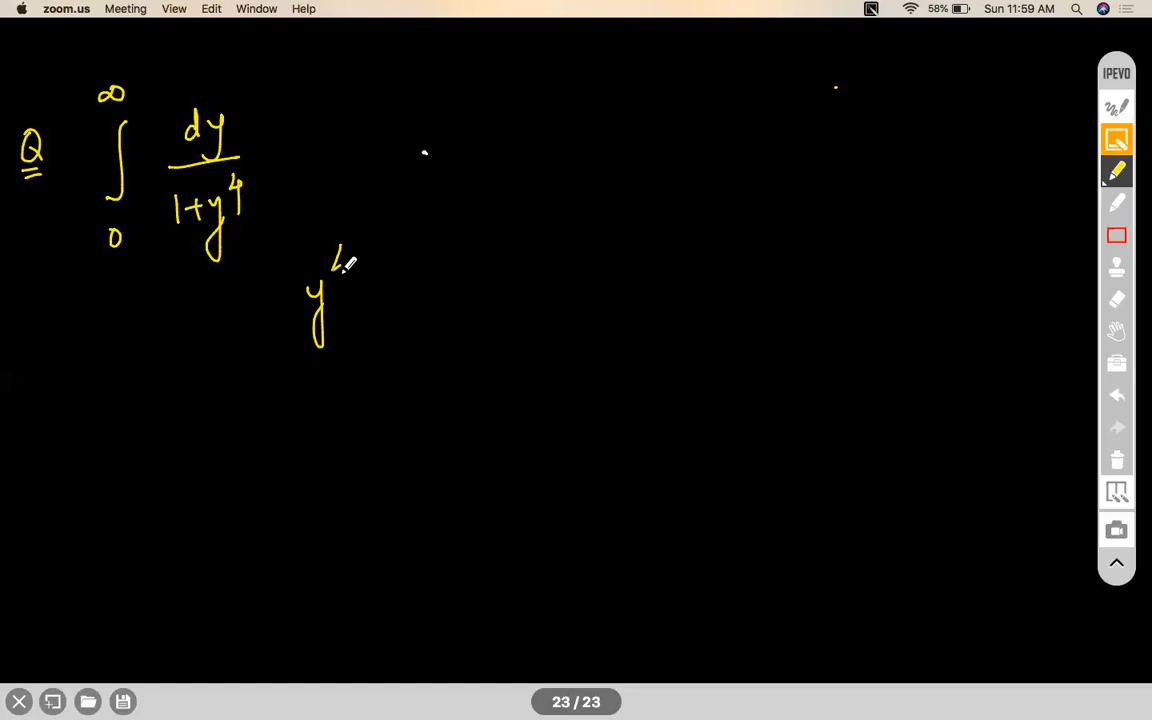 zoom.us Meeting View Edit Window Help 58% Sun 11:59 AM
IPEVO
Q ∫₀^∞ dy/(1+y⁴)
y
23 / 23